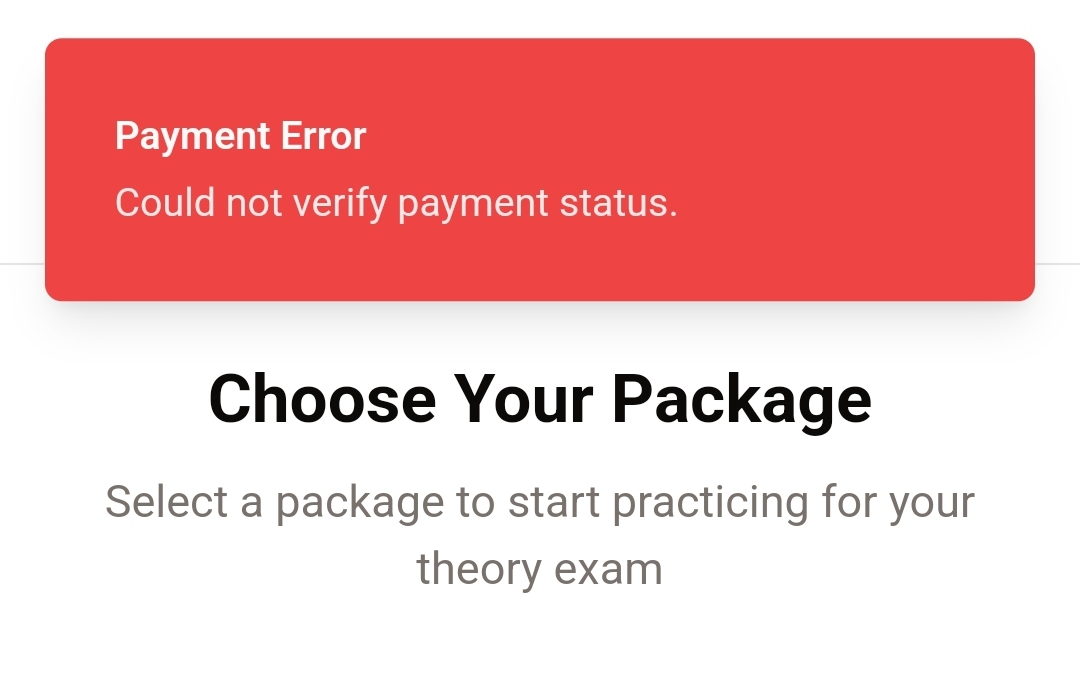 Payment Error
Could not verify payment status.
Choose Your Package
Select a package to start practicing for your
theory exam